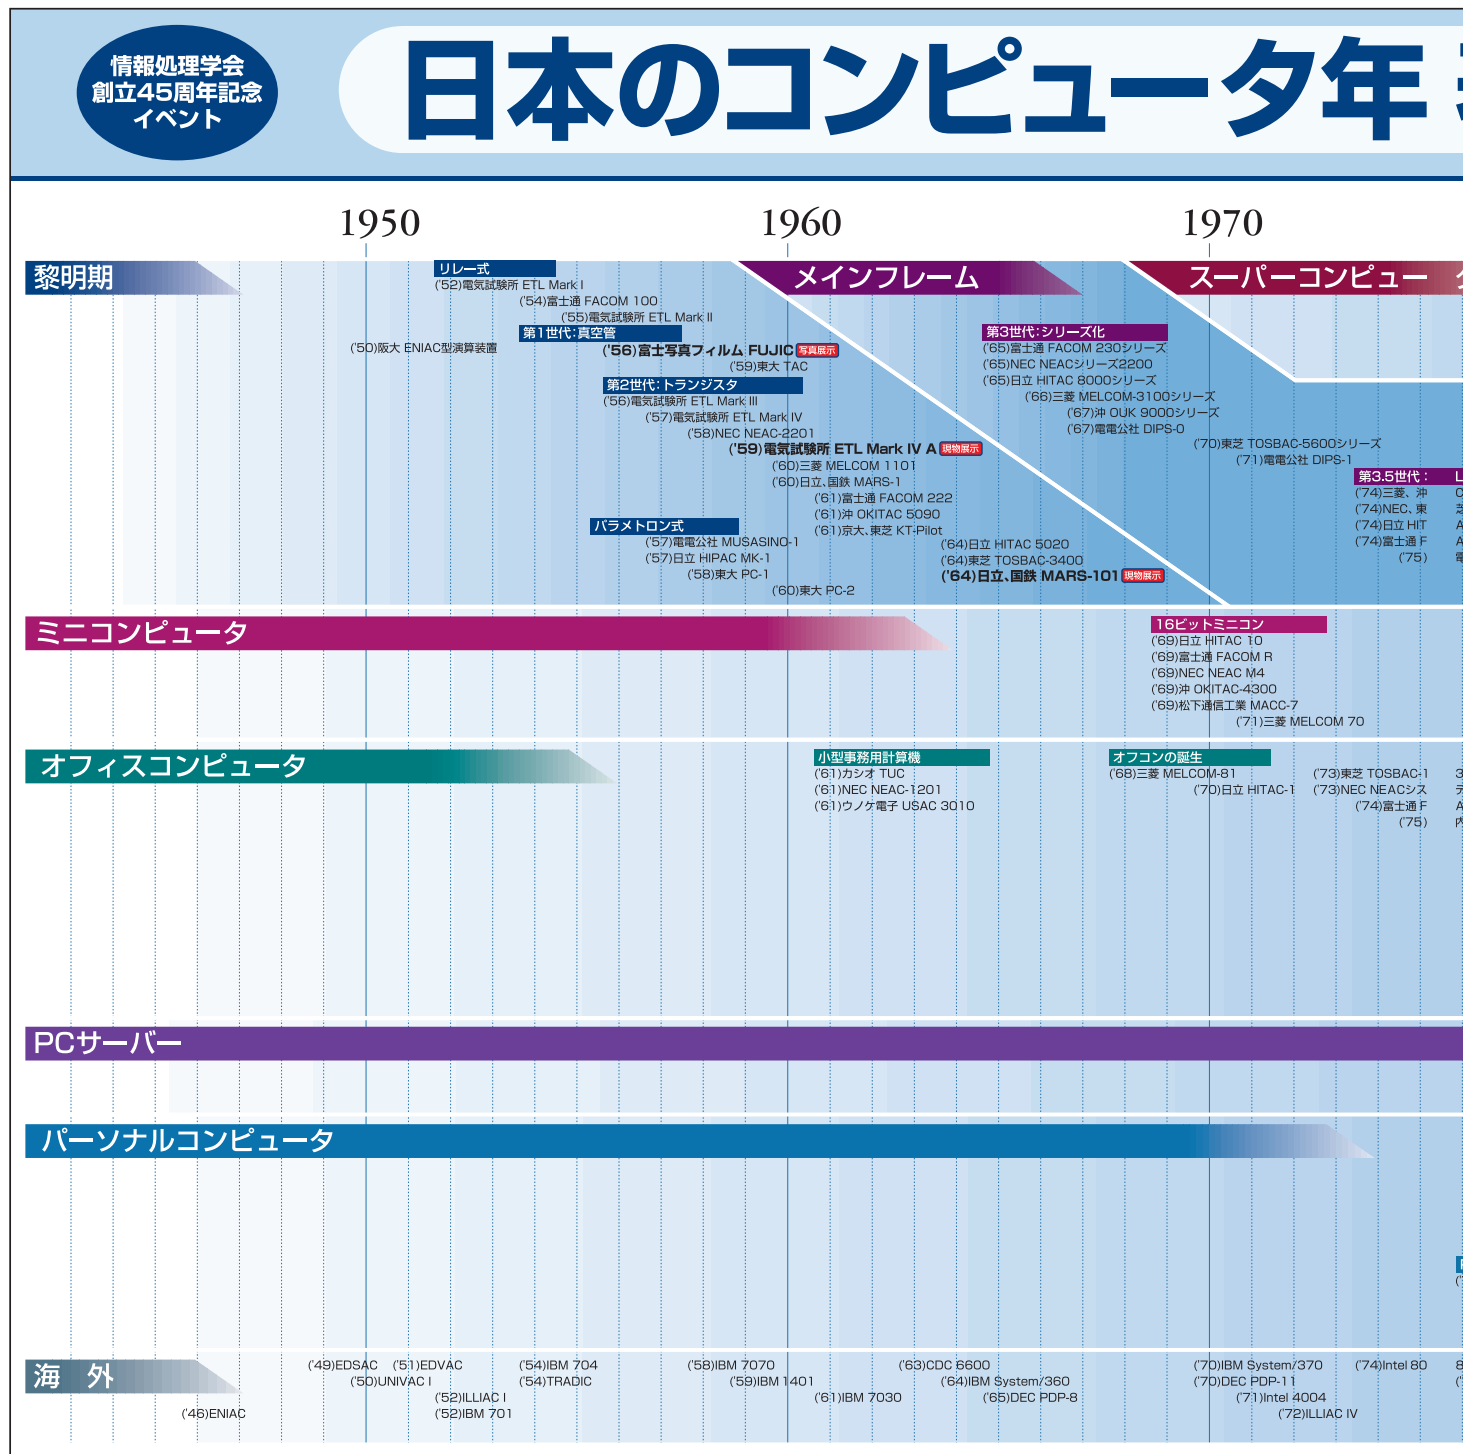 情報処理学会
創立45周年記念
イベント
日本のコンピュータ年
1950
1960
1970
黎明期
メインフレーム
スーパーコンピュー
リレー式
('52)電気試験所 ETL Mark I
('54)富士通 FACOM 100
('55)電気試験所 ETL Mark II
第1世代：真空管
('50)阪大 ENIAC型演算装置
('56)富士写真フィルム FUJIC 写真展示
('59)東大 TAC
第2世代：トランジスタ
('56)電気試験所 ETL Mark III
('57)電気試験所 ETL Mark IV
('58)NEC NEAC-2201
('59)電気試験所 ETL Mark IV A 現物展示
('60)三菱 MELCOM 1101
('60)日立、国鉄 MARS-1
('61)富士通 FACOM 222
('61)沖 OKITAC 5090
('61)京大、東芝 KT-Pilot
パラメトロン式
('57)電電公社 MUSASINO-1
('57)日立 HIPAC MK-1
('58)東大 PC-1
('60)東大 PC-2
('64)日立 HITAC 5020
('64)東芝 TOSBAC-3400
('64)日立、国鉄 MARS-101 現物展示
第3世代：シリーズ化
('65)富士通 FACOM 230シリーズ
('65)NEC NEACシリーズ2200
('65)日立 HITAC 8000シリーズ
('66)三菱 MELCOM-3100シリーズ
('67)沖 OUK 9000シリーズ
('67)電電公社 DIPS-0
('70)東芝 TOSBAC-5600シリーズ
('71)電電公社 DIPS-1
第3.5世代： L
('74)三菱、沖 C
('74)NEC、東 芝
('74)日立 HIT A
('74)富士通 F A
('75) 電
ミニコンピュータ
16ビットミニコン
('69)日立 HITAC 10
('69)富士通 FACOM R
('69)NEC NEAC M4
('69)沖 OKITAC-4300
('69)松下通信工業 MACC-7
('71)三菱 MELCOM 70
オフィスコンピュータ
小型事務用計算機
('61)カシオ TUC
('61)NEC NEAC-1201
('61)ウノケ電子 USAC 3010
オフコンの誕生
('68)三菱 MELCOM-81
('70)日立 HITAC-1
('73)東芝 TOSBAC-1 3
('73)NEC NEACシス テ
('74)富士通 F A
('75) 内
PCサーバー
パーソナルコンピュータ
海 外
('46)ENIAC
('49)EDSAC
('50)UNIVAC I
('51)EDVAC
('52)ILLIAC I
('52)IBM 701
('54)IBM 704
('54)TRADIC
('58)IBM 7070
('59)IBM 1401
('61)IBM 7030
('63)CDC 6600
('64)IBM System/360
('65)DEC PDP-8
('70)IBM System/370
('70)DEC PDP-11
('71)Intel 4004
('72)ILLIAC IV
('74)Intel 80 8